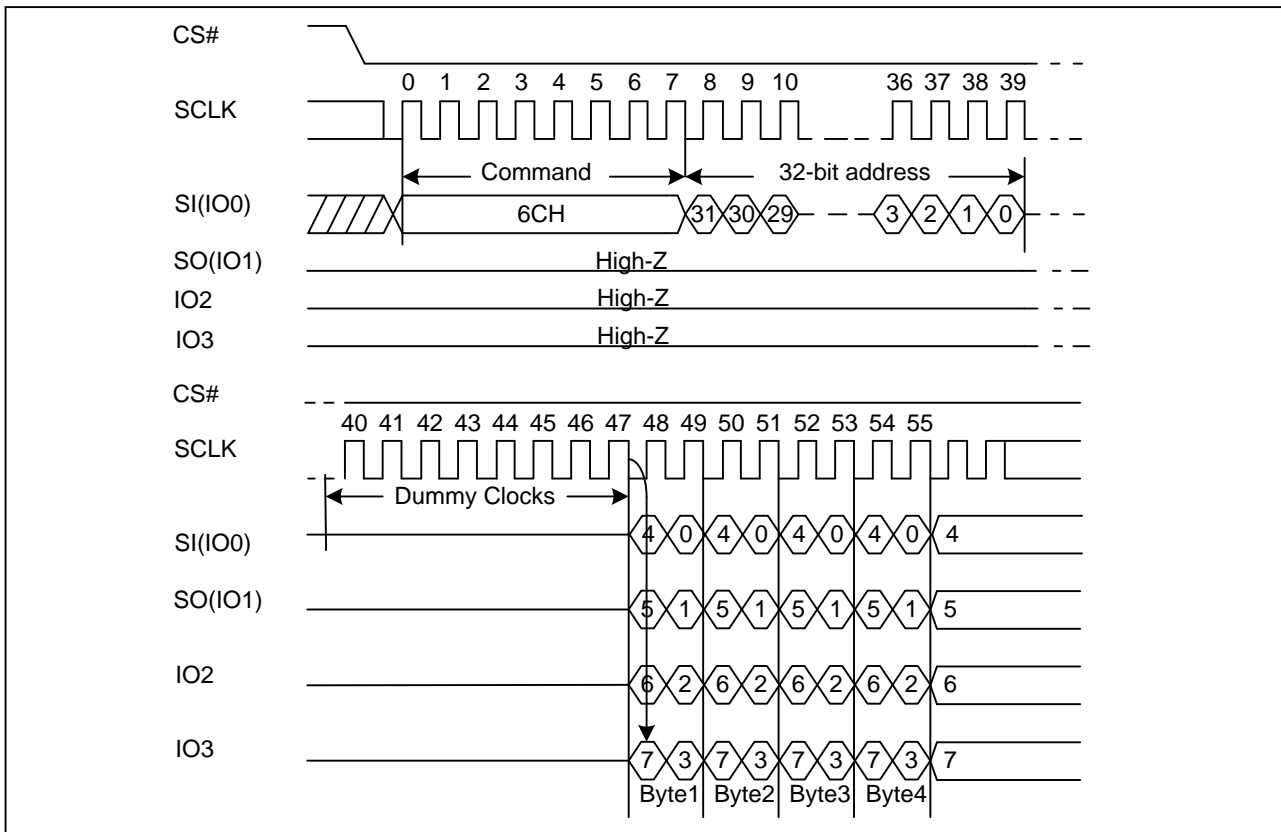 CS#
0 1 2 3 4 5 6 7 8 9 10 36 37 38 39
SCLK
Command 32-bit address
SI(IO0) 6CH 31 30 29 3 2 1 0
SO(IO1) High-Z
IO2 High-Z
IO3 High-Z
CS#
40 41 42 43 44 45 46 47 48 49 50 51 52 53 54 55
SCLK
Dummy Clocks
SI(IO0) 4 0 4 0 4 0 4 0 4
SO(IO1) 5 1 5 1 5 1 5 1 5
IO2 6 2 6 2 6 2 6 2 6
IO3 7 3 7 3 7 3 7 3 7
Byte1 Byte2 Byte3 Byte4